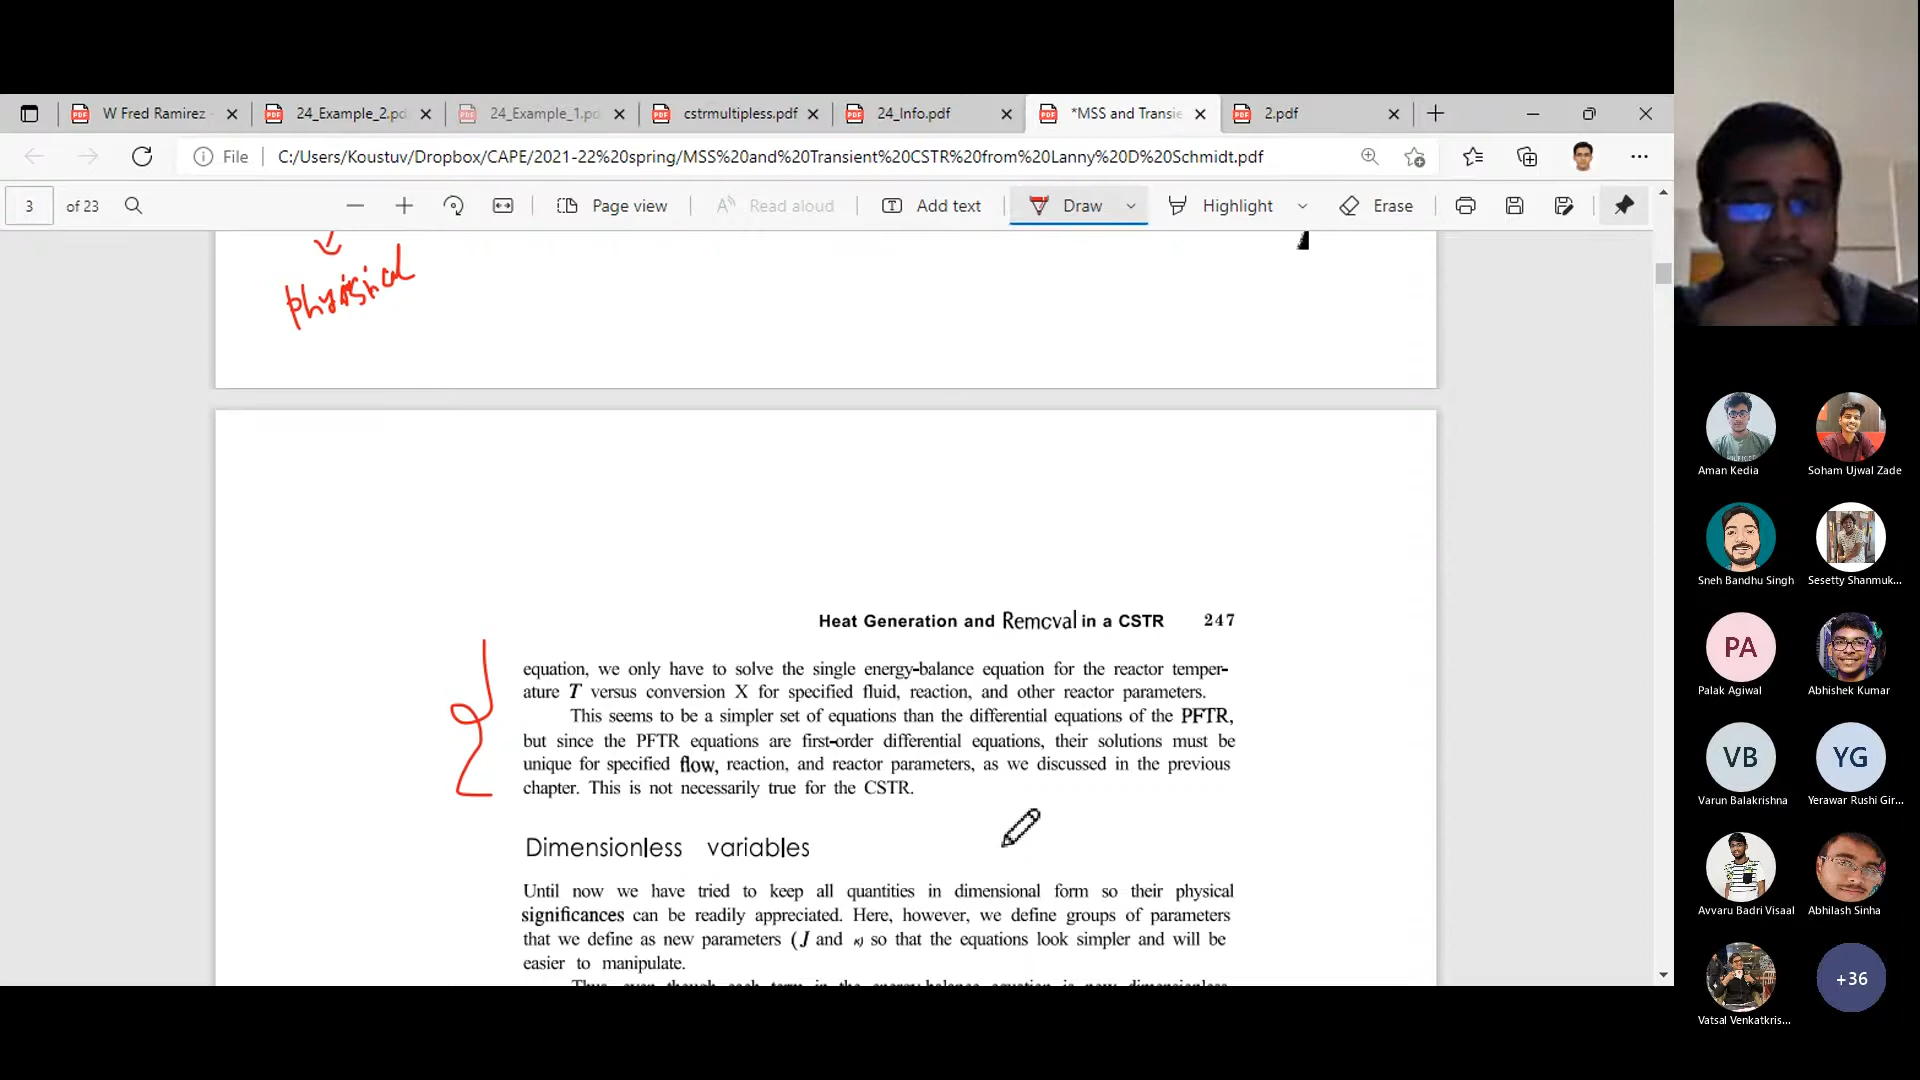 W Fred Ramirez
24_Example_2.pd
24_Example_1.pd
cstrmultipless.pdf
24_Info.pdf
*MSS and Transie
2.pdf
File
C:/Users/Koustuv/Dropbox/CAPE/2021-22%20spring/MSS%20and%20Transient%20CSTR%20from%20Lanny%20D%20Schmidt.pdf
3 of 23
Page view
Read aloud
Add text
Draw
Highlight
Erase
Heat Generation and Removal in a CSTR 247
equation, we only have to solve the single energy-balance equation for the reactor temper-
ature T versus conversion X for specified fluid, reaction, and other reactor parameters.
This seems to be a simpler set of equations than the differential equations of the PFTR,
but since the PFTR equations are first-order differential equations, their solutions must be
unique for specified flow, reaction, and reactor parameters, as we discussed in the previous
chapter. This is not necessarily true for the CSTR.
Dimensionless variables
Until now we have tried to keep all quantities in dimensional form so their physical
significances can be readily appreciated. Here, however, we define groups of parameters
that we define as new parameters (J and κ) so that the equations look simpler and will be
easier to manipulate.
Aman Kedia
Soham Ujwal Zade
Sneh Bandhu Singh
Sesetty Shanmuk...
PA
Palak Agiwal
Abhishek Kumar
VB
Varun Balakrishna
YG
Yerawar Rushi Gir...
Avvaru Badri Visaal
Abhilash Sinha
Vatsal Venkatkris...
+36